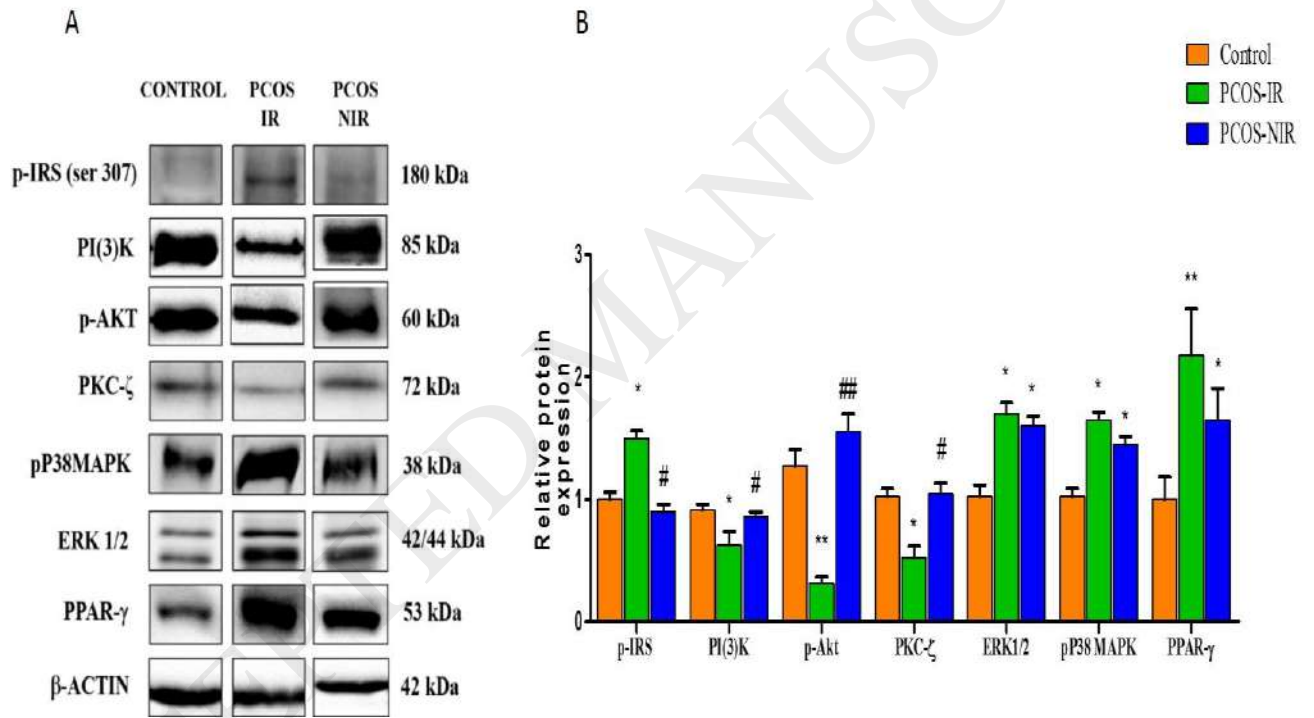 A
CONTROL PCOS IR PCOS NIR
p-IRS (ser 307) 180 kDa
PI(3)K 85 kDa
p-AKT 60 kDa
PKC-ζ 72 kDa
pP38MAPK 38 kDa
ERK 1/2 42/44 kDa
PPAR-γ 53 kDa
β-ACTIN 42 kDa
B
Control
PCOS-IR
PCOS-NIR
Relative protein
expression
3
2
1
0
* # * # ** ## * # * * * * ** *
p-IRS PI(3)K p-Akt PKC-ζ ERK1/2 pP38 MAPK PPAR-γ
EPTED MANUSC